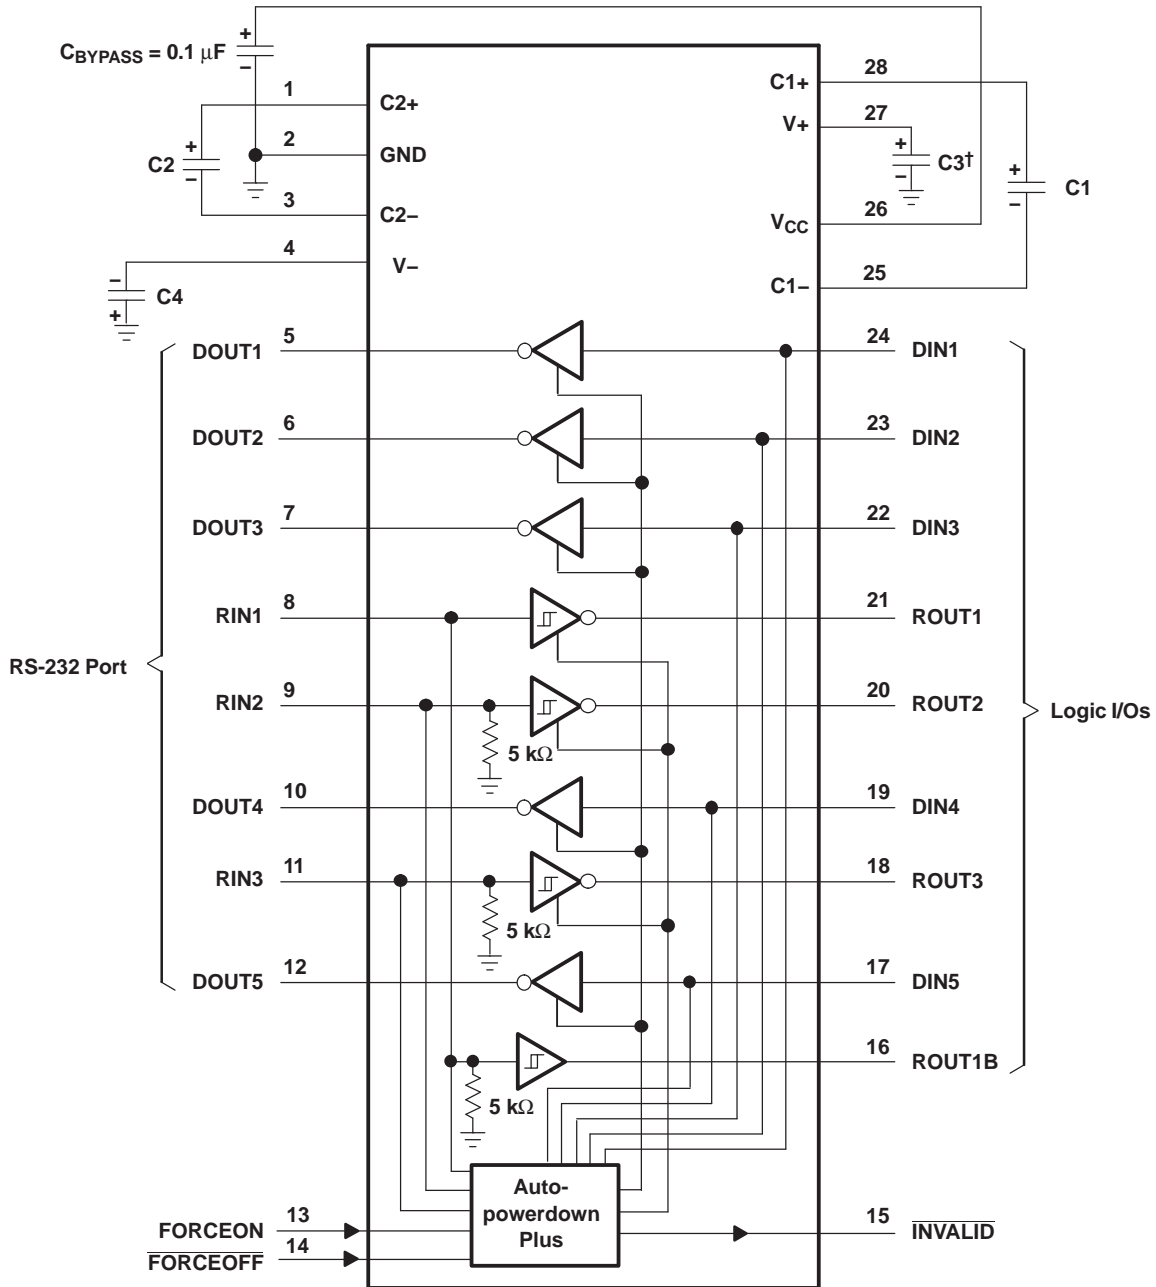 C_BYPASS = 0.1 μF
+
−
1
C2+
C1+
28
V+
27
+
C2
−
2
GND
+
C3†
−
+
C1
−
3
C2−
V_CC
26
4
V−
C1−
25
−
C4
+
DOUT1
5
24
DIN1
DOUT2
6
23
DIN2
DOUT3
7
22
DIN3
RIN1
8
21
ROUT1
RS-232 Port
RIN2
9
20
ROUT2
Logic I/Os
5 kΩ
DOUT4
10
19
DIN4
RIN3
11
18
ROUT3
5 kΩ
DOUT5
12
17
DIN5
16
ROUT1B
5 kΩ
Auto-
powerdown
Plus
FORCEON
13
15
INVALID
FORCEOFF
14